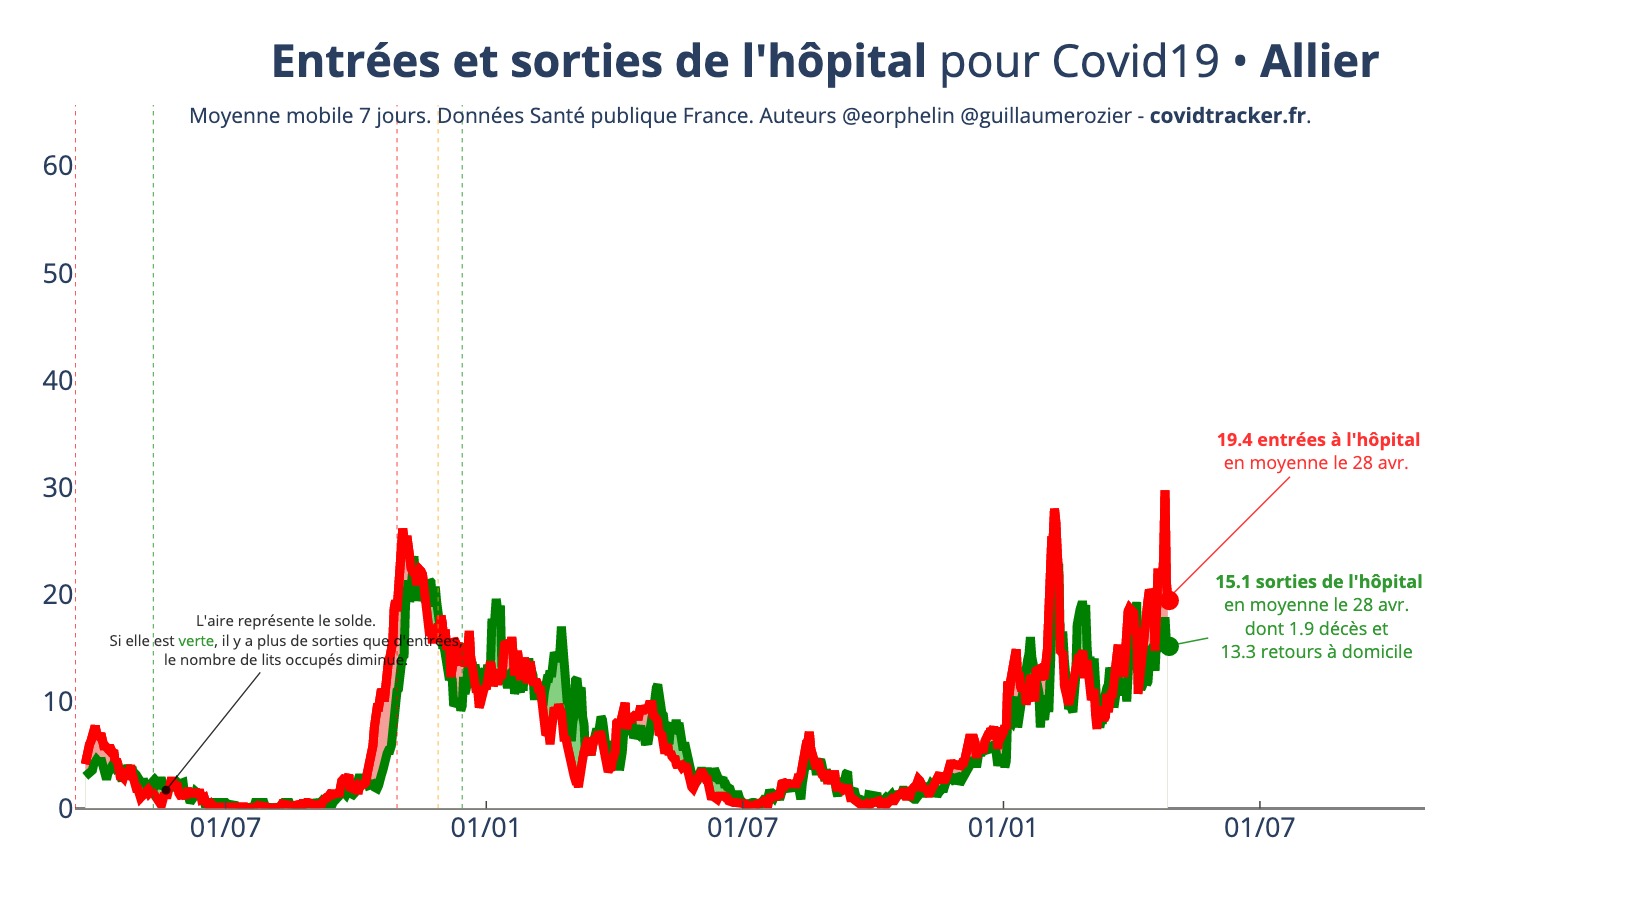 Entrées et sorties de l'hôpital pour Covid19 • Allier
Moyenne mobile 7 jours. Données Santé publique France. Auteurs @eorphelin @guillaumerozier - covidtracker.fr.
60
50
40
30
20
10
0
19.4 entrées à l'hôpital
en moyenne le 28 avr.
15.1 sorties de l'hôpital
en moyenne le 28 avr.
dont 1.9 décès et
13.3 retours à domicile
L'aire représente le solde.
Si elle est verte, il y a plus de sorties que d'entrées,
le nombre de lits occupés diminue.
01/07
01/01
01/07
01/01
01/07